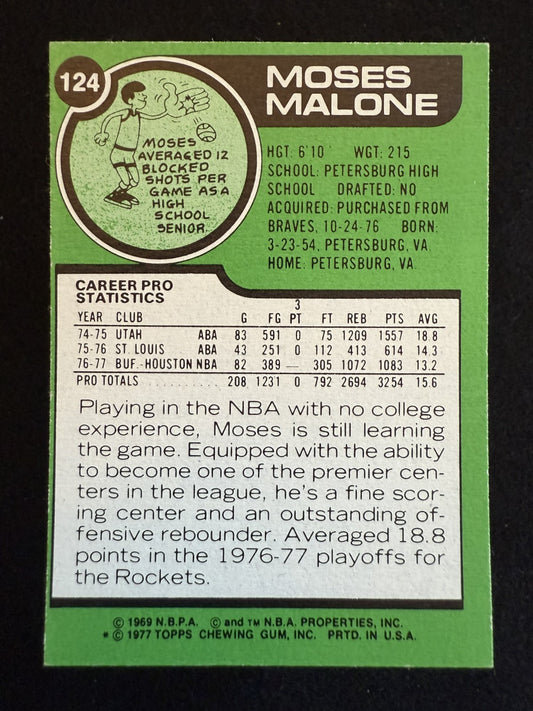 124
MOSES
MALONE
MOSES
AVERAGED 12
BLOCKED
SHOTS PER
GAME AS A
HIGH
SCHOOL
SENIOR.
HGT: 6'10" WGT: 215
SCHOOL: PETERSBURG HIGH
SCHOOL DRAFTED: NO
ACQUIRED: PURCHASED FROM
BRAVES, 10-24-76 BORN:
3-23-54, PETERSBURG, VA.
HOME: PETERSBURG, VA.
CAREER PRO
STATISTICS
YEAR CLUB G FG 3 PT FT REB PTS AVG
74-75 UTAH ABA 83 591 0 75 1209 1557 18.8
75-76 ST. LOUIS ABA 43 251 0 112 413 614 14.3
76-77 BUF.-HOUSTON NBA 82 389 — 305 1072 1083 13.2
PRO TOTALS 208 1231 0 792 2694 3254 15.6
Playing in the NBA with no college
experience, Moses is still learning
the game. Equipped with the ability
to become one of the premier cen-
ters in the league, he's a fine scor-
ing center and an outstanding of-
fensive rebounder. Averaged 18.8
points in the 1976-77 playoffs for
the Rockets.
© 1969 N.B.P.A. © and TM N.B.A. PROPERTIES, INC.
* © 1977 TOPPS CHEWING GUM, INC. PRTD. IN U.S.A.